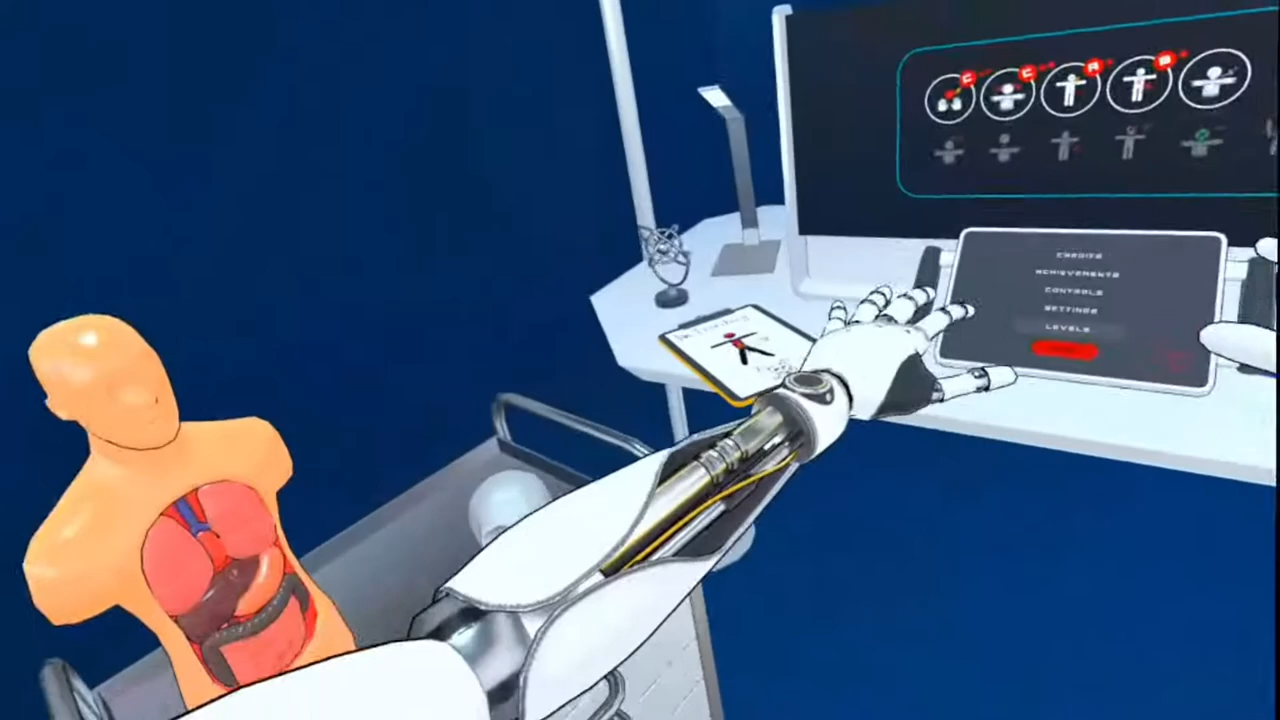 C
C
A
B
CREDITS
ACHIEVEMENTS
CONTROLS
SETTINGS
LEVELS